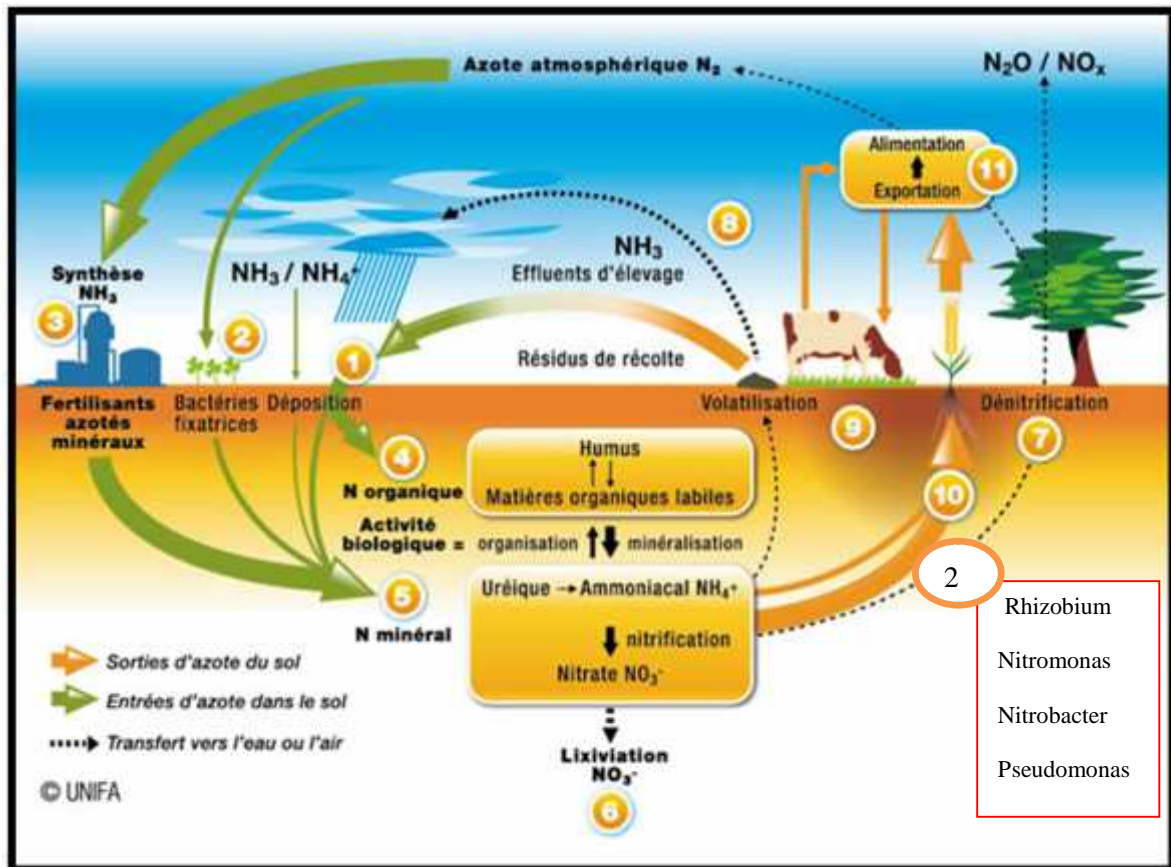 Azote atmosphérique N₂
N₂O / NOₓ
Alimentation
11
Exportation
8
NH₃
Effluents d'élevage
Synthèse
NH₃
3
NH₃ / NH₄⁺
2
1
Résidus de récolte
Fertilisants
azotés
minéraux
Bactéries
fixatrices
Déposition
Volatilisation
9
Dénitrification
7
4
N organique
Humus
Matières organiques labiles
10
Activité
biologique = organisation minéralisation
5
N minéral
Uréique → Ammoniacal NH₄⁺
nitrification
Nitrate NO₃⁻
2
Rhizobium
Nitromonas
Nitrobacter
Pseudomonas
Sorties d'azote du sol
Entrées d'azote dans le sol
Transfert vers l'eau ou l'air
Lixiviation
NO₃⁻
6
© UNIFA